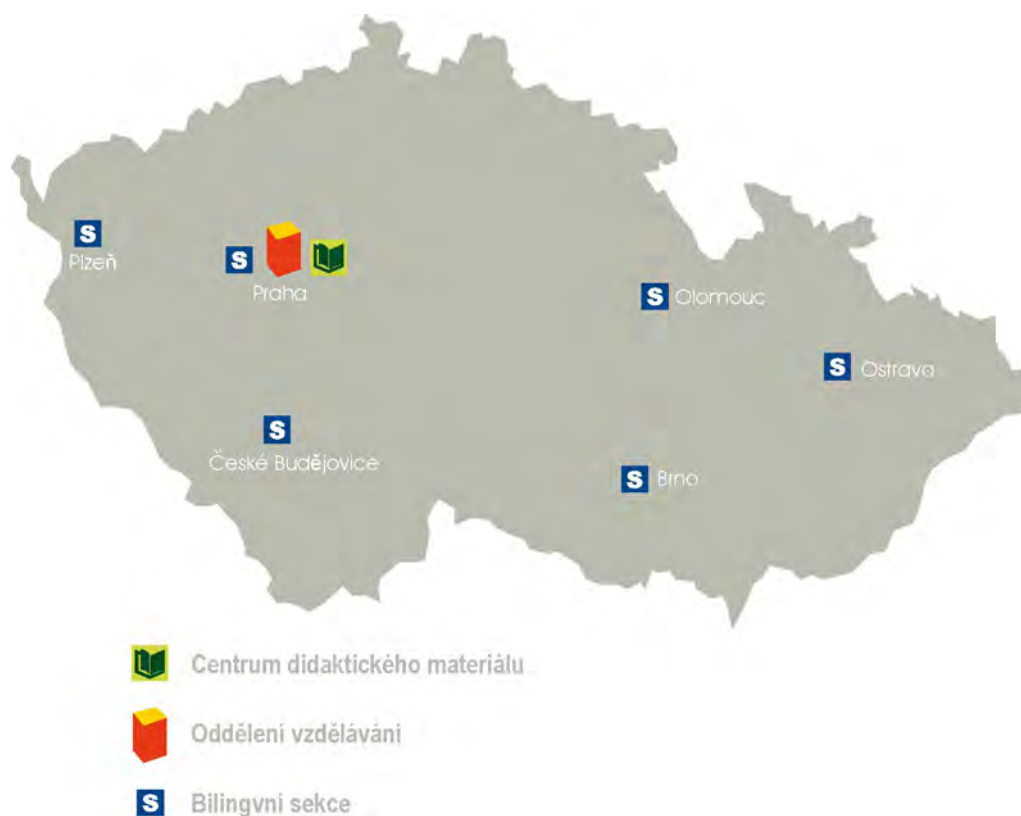 S
Plzeň
S
Praha
S Olomouc
S Ostrava
S
České Budějovice
S Brno
Centrum didaktického materiálu
Oddělení vzdělávání
S Bilingvní sekce